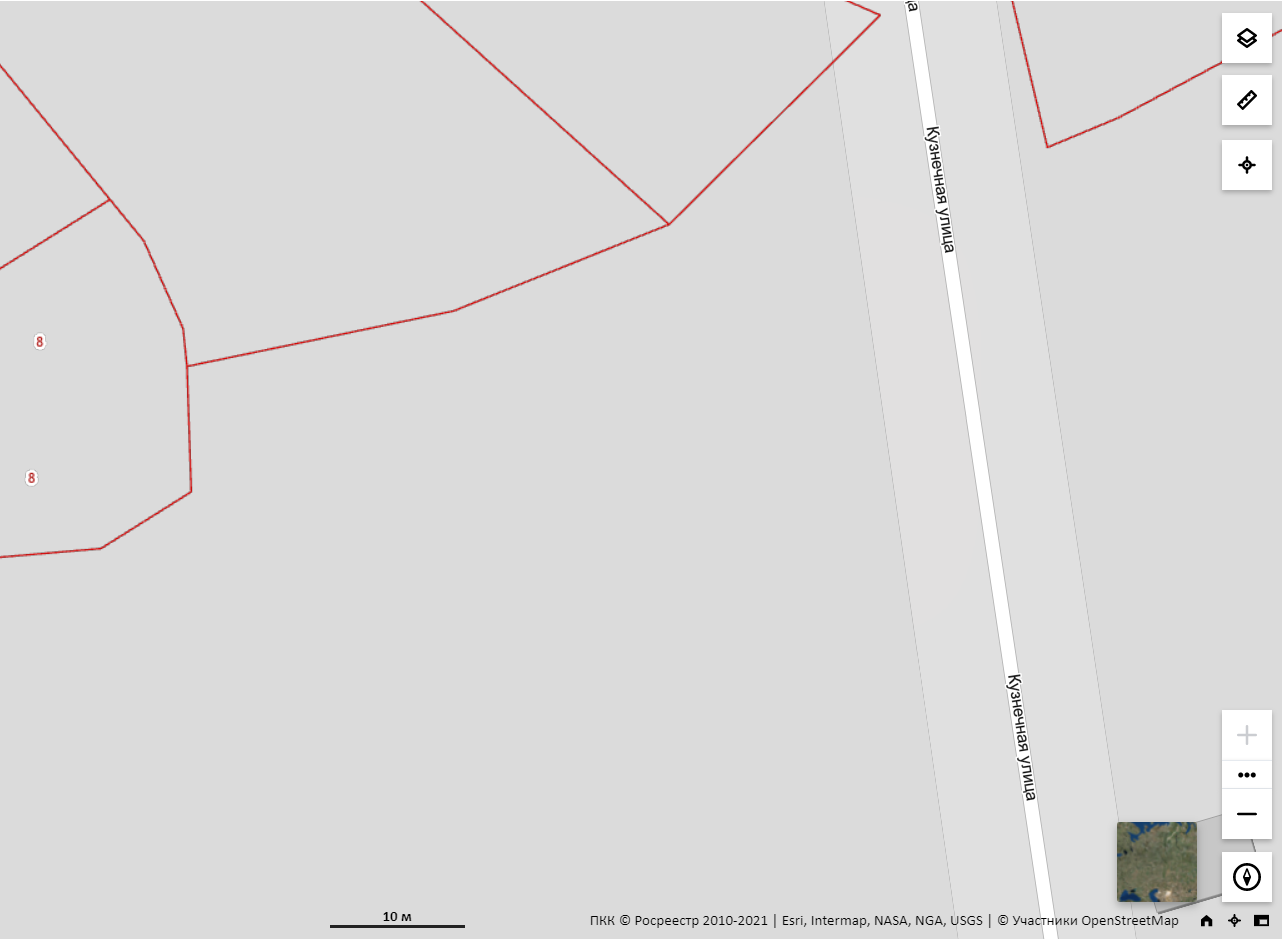 а
Кузнечная улица
8
8
Кузнечная улица
10 м
ПКК © Росреестр 2010-2021 | Esri, Intermap, NASA, NGA, USGS | © Участники OpenStreetMap